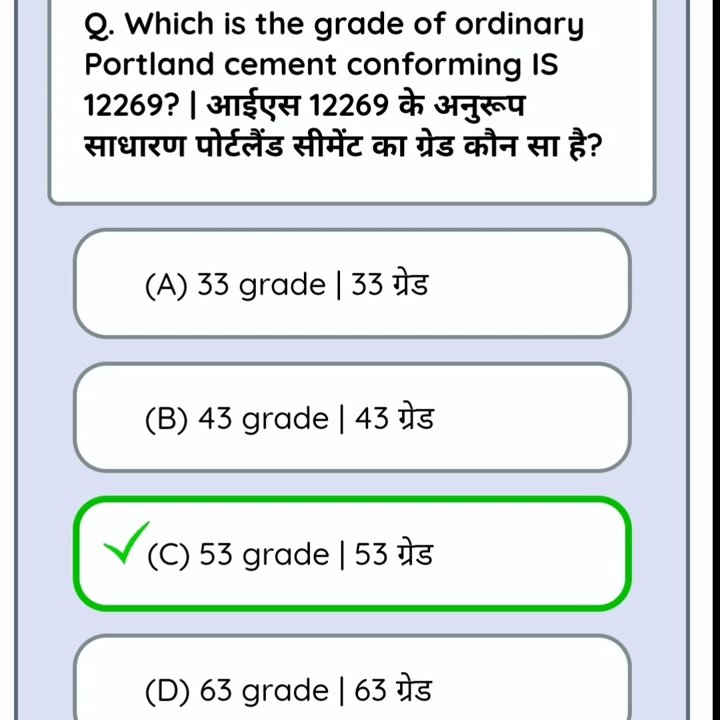 Q. Which is the grade of ordinary
Portland cement conforming IS
12269? | आईएस 12269 के अनुरूप
साधारण पोर्टलैंड सीमेंट का ग्रेड कौन सा है?
(A) 33 grade | 33 ग्रेड
(B) 43 grade | 43 ग्रेड
(C) 53 grade | 53 ग्रेड
(D) 63 grade | 63 ग्रेड